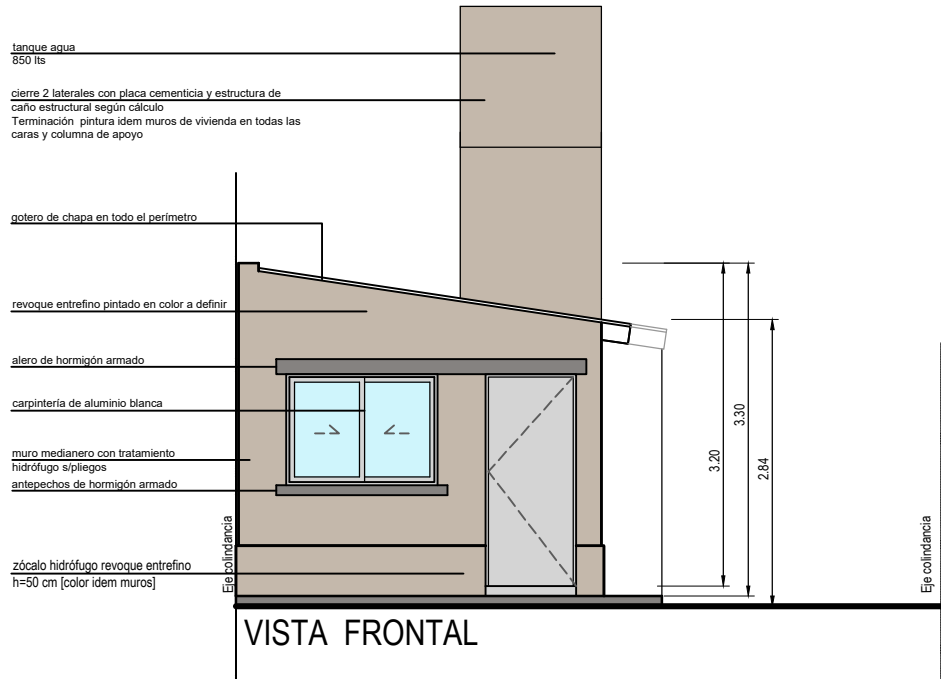 tanque agua
850 lts
cierre 2 laterales con placa cementicia y estructura de
caño estructural según cálculo
Terminación pintura idem muros de vivienda en todas las
caras y columna de apoyo
gotero de chapa en todo el perímetro
revoque entrefino pintado en color a definir
alero de hormigón armado
carpintería de aluminio blanca
muro medianero con tratamiento
hidrófugo s/pliegos
antepechos de hormigón armado
zócalo hidrófugo revoque entrefino
h=50 cm [color idem muros]
Eje colindancia
3.20
3.30
2.84
Eje colindancia
VISTA FRONTAL